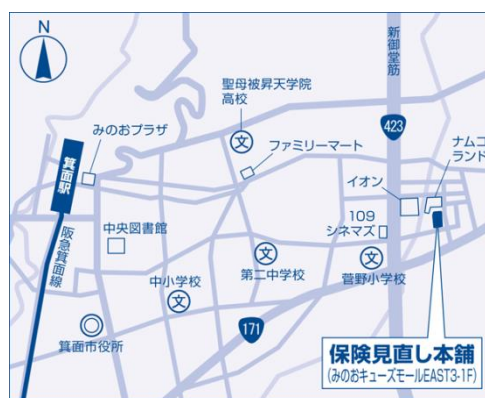 N
新御堂筋
聖母被昇天学院
高校
文
423
みのおプラザ
ファミリーマート
ナムコ
ランド
箕面駅
イオン
109
シネマズ
中央図書館
阪急箕面線
文
第二中学校
文
菅野小学校
中小学校
文
171
箕面市役所
保険見直し本舗
(みのおキューズモールEAST3-1F)